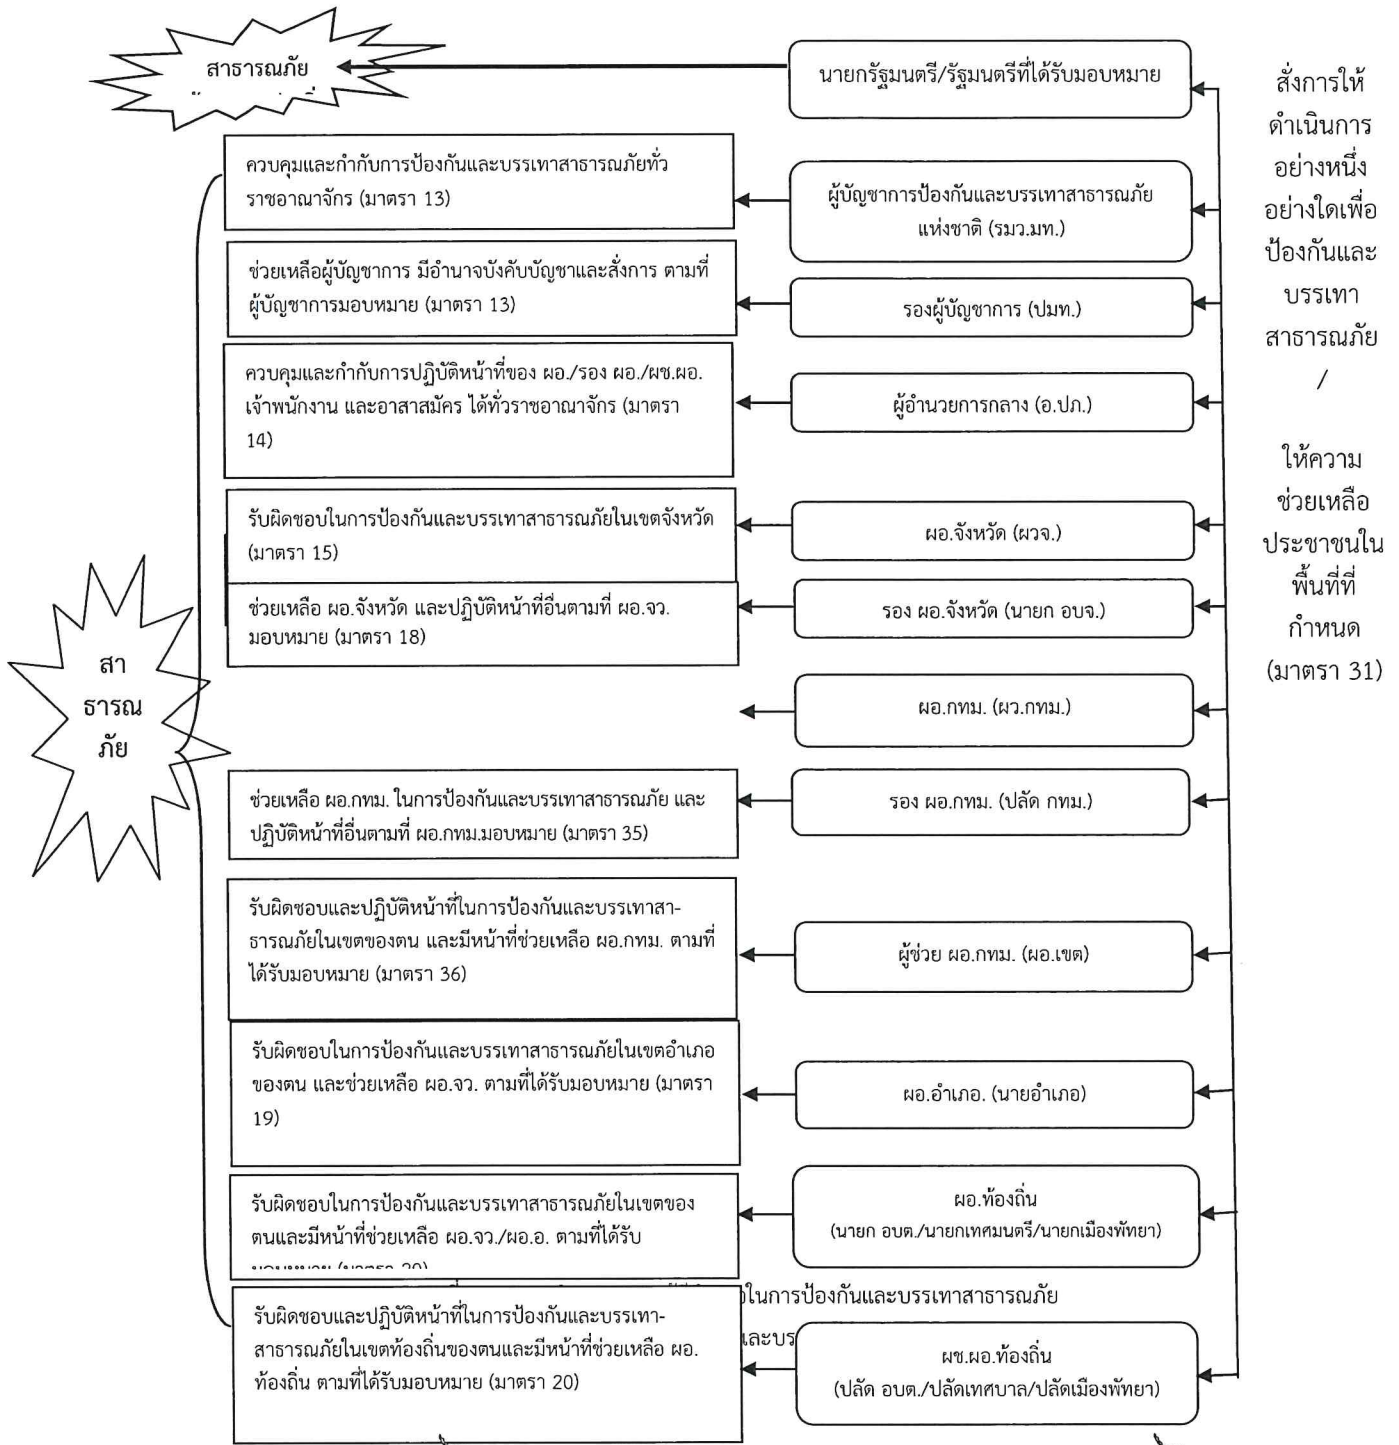 สาธารณภัย
นายกรัฐมนตรี/รัฐมนตรีที่ได้รับมอบหมาย
สั่งการให้
ดำเนินการ
อย่างหนึ่ง
อย่างใดเพื่อ
ป้องกันและ
บรรเทา
สาธารณภัย
/
ให้ความ
ช่วยเหลือ
ประชาชนใน
พื้นที่ที่
กำหนด
(มาตรา 31)
ควบคุมและกำกับการป้องกันและบรรเทาสาธารณภัยทั่ว
ราชอาณาจักร (มาตรา 13)
ผู้บัญชาการป้องกันและบรรเทาสาธารณภัย
แห่งชาติ (รมว.มท.)
ช่วยเหลือผู้บัญชาการ มีอำนาจบังคับบัญชาและสั่งการ ตามที่
ผู้บัญชาการมอบหมาย (มาตรา 13)
รองผู้บัญชาการ (ปมท.)
ควบคุมและกำกับการปฏิบัติหน้าที่ของ ผอ./รอง ผอ./ผช.ผอ.
เจ้าพนักงาน และอาสาสมัคร ได้ทั่วราชอาณาจักร (มาตรา
14)
ผู้อำนวยการกลาง (อ.ปภ.)
รับผิดชอบในการป้องกันและบรรเทาสาธารณภัยในเขตจังหวัด
(มาตรา 15)
ผอ.จังหวัด (ผวจ.)
ช่วยเหลือ ผอ.จังหวัด และปฏิบัติหน้าที่อื่นตามที่ ผอ.จว.
มอบหมาย (มาตรา 18)
รอง ผอ.จังหวัด (นายก อบจ.)
สา
ธารณ
ภัย
ผอ.กทม. (ผว.กทม.)
ช่วยเหลือ ผอ.กทม. ในการป้องกันและบรรเทาสาธารณภัย และ
ปฏิบัติหน้าที่อื่นตามที่ ผอ.กทม.มอบหมาย (มาตรา 35)
รอง ผอ.กทม. (ปลัด กทม.)
รับผิดชอบและปฏิบัติหน้าที่ในการป้องกันและบรรเทาสา-
ธารณภัยในเขตของตน และมีหน้าที่ช่วยเหลือ ผอ.กทม. ตามที่
ได้รับมอบหมาย (มาตรา 36)
ผู้ช่วย ผอ.กทม. (ผอ.เขต)
รับผิดชอบในการป้องกันและบรรเทาสาธารณภัยในเขตอำเภอ
ของตน และช่วยเหลือ ผอ.จว. ตามที่ได้รับมอบหมาย (มาตรา
19)
ผอ.อำเภอ. (นายอำเภอ)
รับผิดชอบในการป้องกันและบรรเทาสาธารณภัยในเขตของ
ตนและมีหน้าที่ช่วยเหลือ ผอ.จว./ผอ.อ. ตามที่ได้รับ
ผอ.ท้องถิ่น
(นายก อบต./นายกเทศมนตรี/นายกเมืองพัทยา)
ในการป้องกันและบรรเทาสาธารณภัย
รับผิดชอบและปฏิบัติหน้าที่ในการป้องกันและบรรเทา-
สาธารณภัยในเขตท้องถิ่นของตนและมีหน้าที่ช่วยเหลือ ผอ.
ท้องถิ่น ตามที่ได้รับมอบหมาย (มาตรา 20)
ผช.ผอ.ท้องถิ่น
(ปลัด อบต./ปลัดเทศบาล/ปลัดเมืองพัทยา)